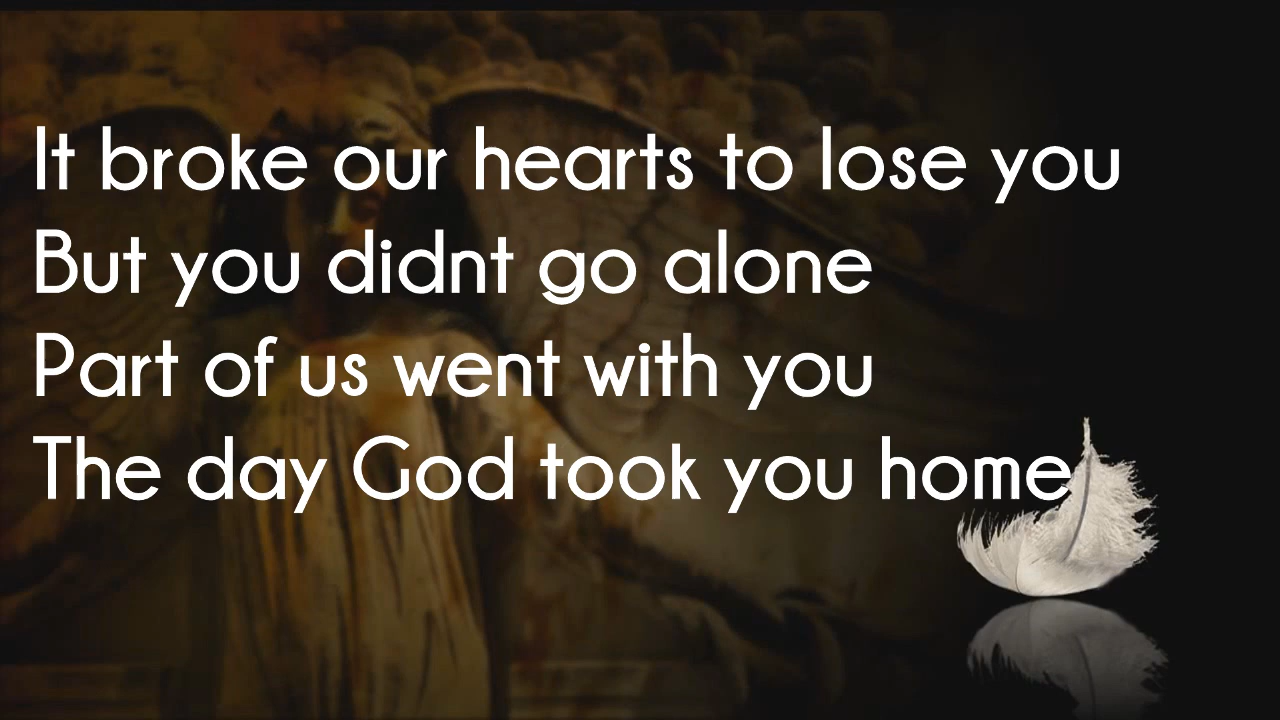 It broke our hearts to lose you
But you didnt go alone
Part of us went with you
The day God took you home